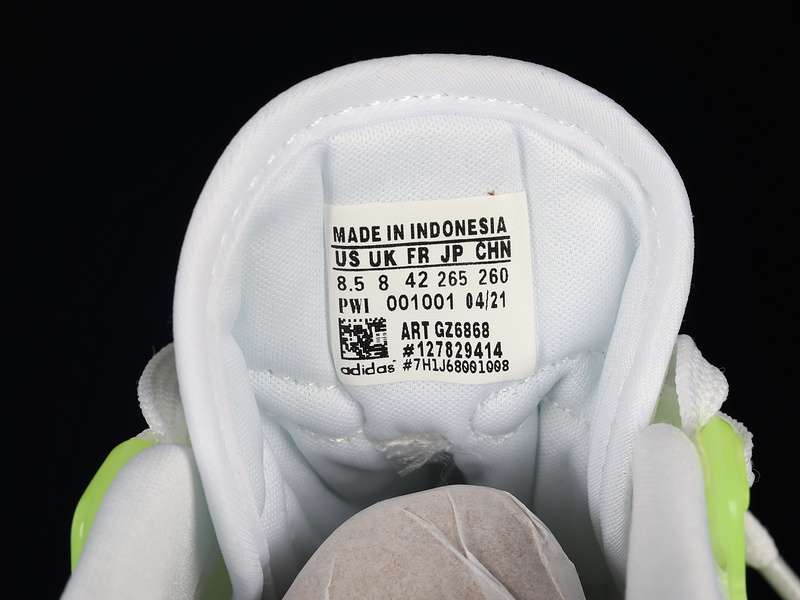 MADE IN INDONESIA
US UK FR JP CHN
8.5 8 42 265 260
PWI 001001 04/21
ART GZ6868
#127829414
adidas #7H1J68001008